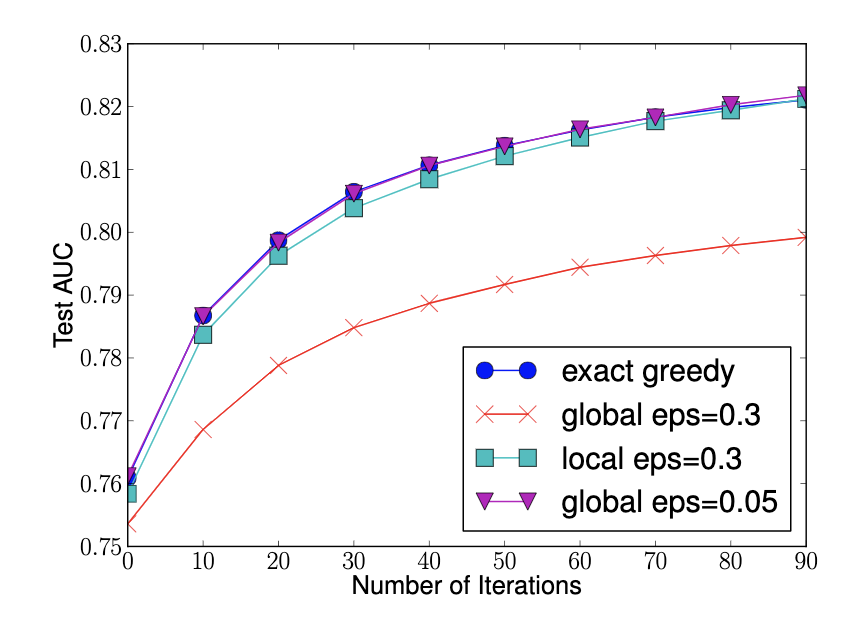 0.83
0.82
0.81
0.80
0.79
0.78
0.77
0.76
0.75
Test AUC
exact greedy
global eps=0.3
local eps=0.3
global eps=0.05
0 10 20 30 40 50 60 70 80 90
Number of Iterations